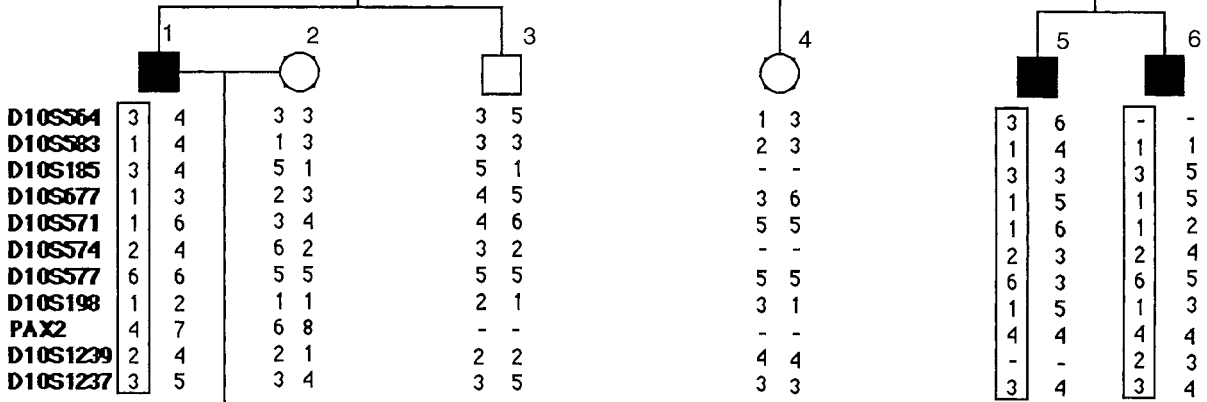 1 2 3 4 5 6
D10S564 3 4 3 3 3 5 1 3 3 6 - -
D10S583 1 4 1 3 3 3 2 3 1 4 1 1
D10S185 3 4 5 1 5 1 - - 3 3 3 5
D10S677 1 3 2 3 4 5 3 6 1 5 1 5
D10S571 1 6 3 4 4 6 5 5 1 6 1 2
D10S574 2 4 6 2 3 2 - - 2 3 2 4
D10S577 6 6 5 5 5 5 5 5 6 3 6 5
D10S198 1 2 1 1 2 1 3 1 1 5 1 3
PAX2 4 7 6 8 - - - - 4 4 4 4
D10S1239 2 4 2 1 2 2 4 4 - - 2 3
D10S1237 3 5 3 4 3 5 3 3 3 4 3 4